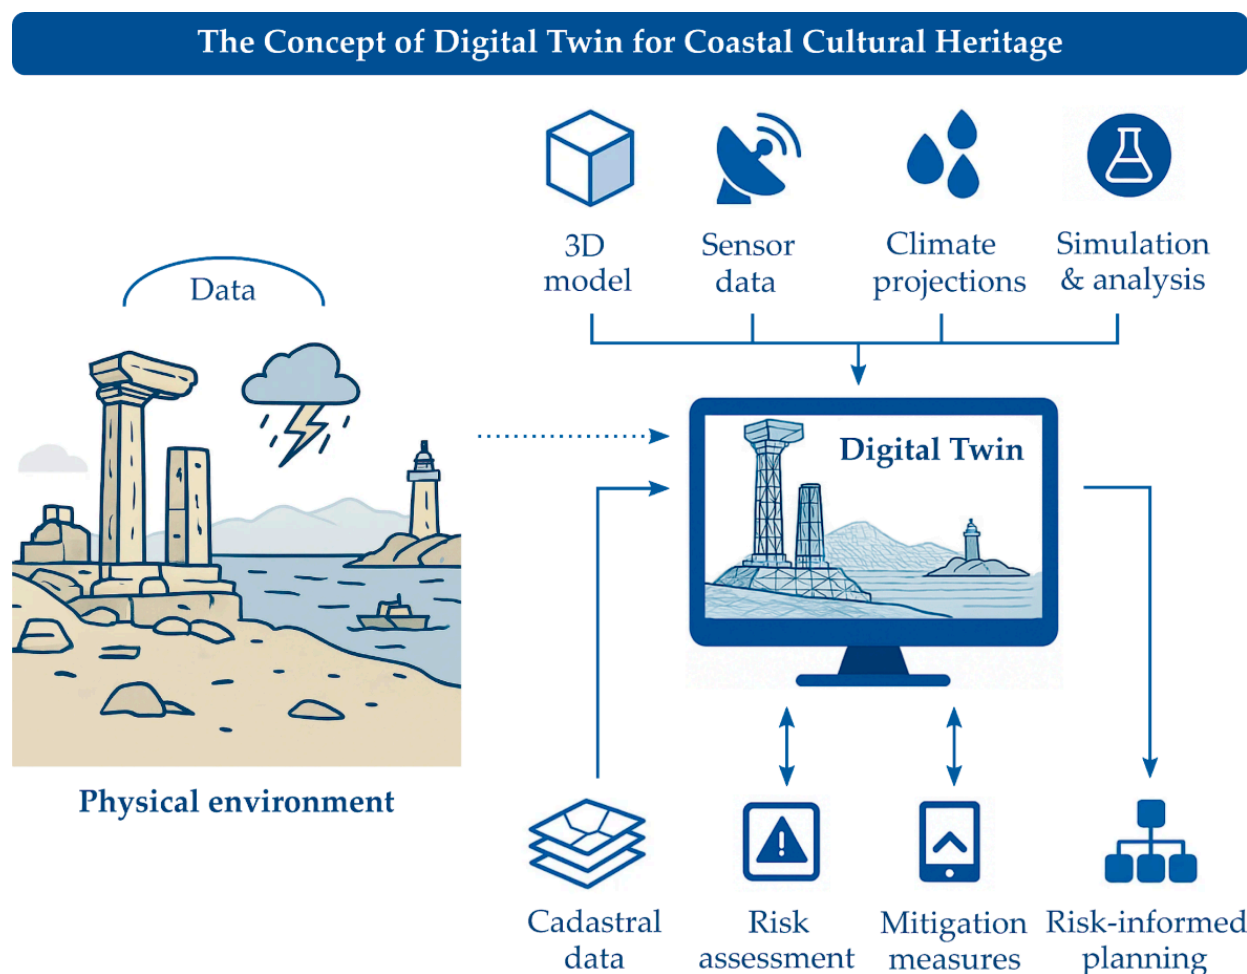 The Concept of Digital Twin for Coastal Cultural Heritage
3D
model
Sensor
data
Climate
projections
Simulation
& analysis
Data
Digital Twin
Physical environment
Cadastral
data
Risk
assessment
Mitigagion
measures
Risk-informed
planning